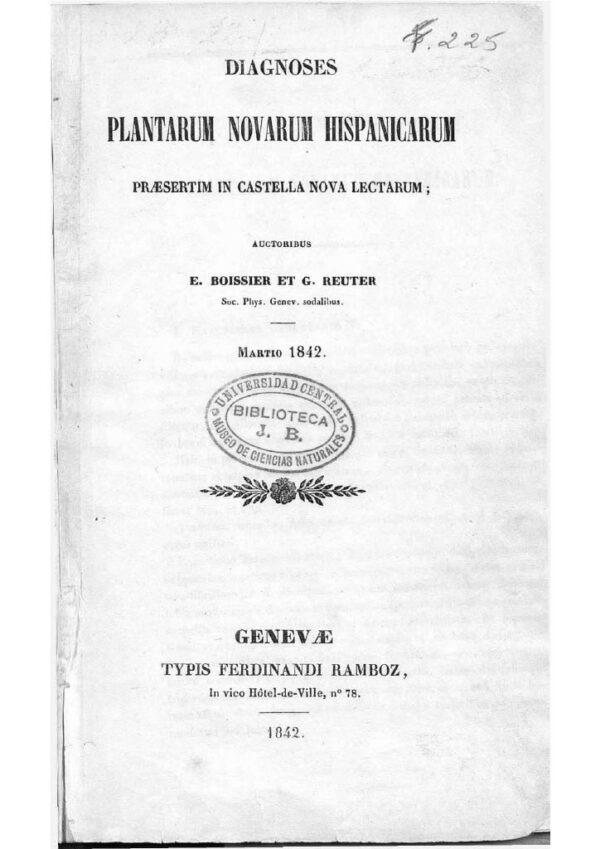 F. 225
DIAGNOSES
PLANTARUM NOVARUM HISPANICARUM
PRÆSERTIM IN CASTELLA NOVA LECTARUM;
AUCTORIBUS
E. BOISSIER ET G. REUTER
Soc. Phys. Genev. sodalibus.
MARTIO 1842.
UNIVERSIDAD CENTRAL
BIBLIOTECA
J. B.
MUSEO DE CIENCIAS NATURALES
GENEVÆ
TYPIS FERDINANDI RAMBOZ,
In vico Hôtel-de-Ville, nº 78.
1842.